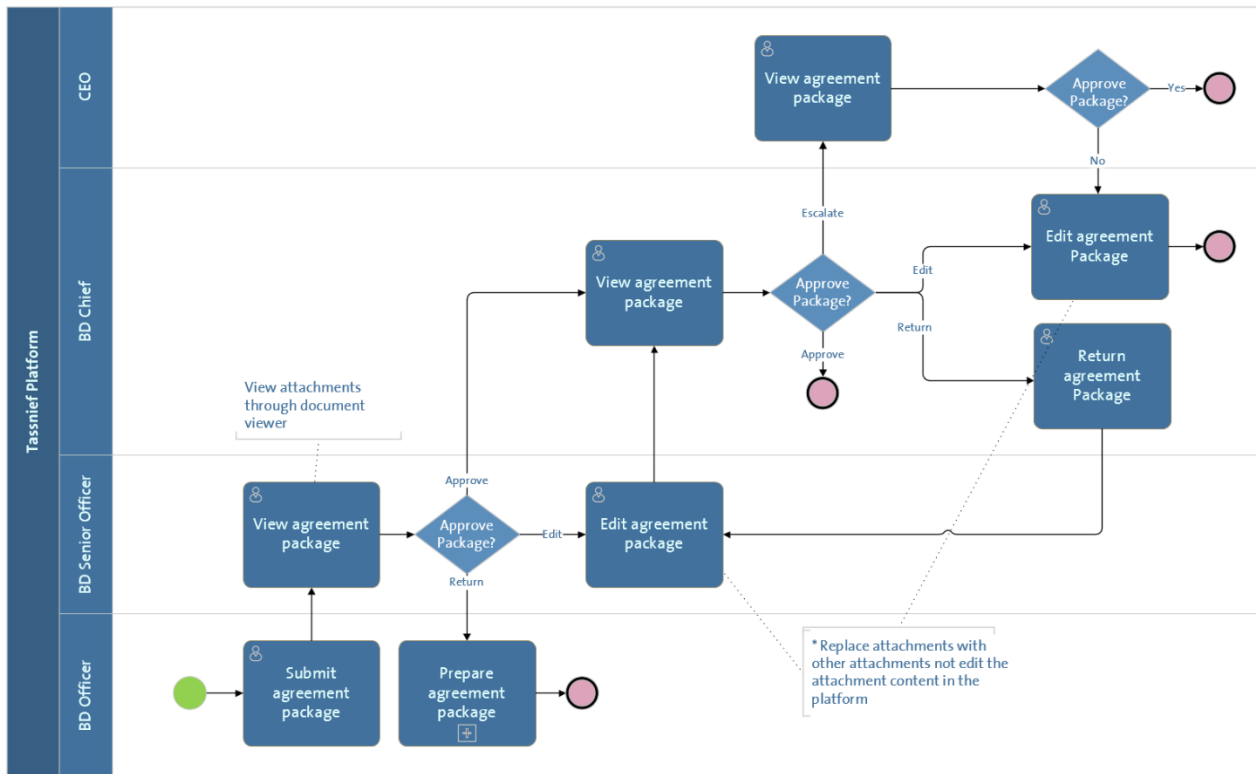 Tassnief Platform
CEO
View agreement
package
Approve
Package?
Yes
No
BD Chief
Escalate
View agreement
package
Approve
Package?
Edit
Return
Approve
Edit agreement
Package
Return
agreement
Package
View attachments
through document
viewer
BD Senior Officer
Approve
View agreement
package
Approve
Package?
Edit
Return
Edit agreement
package
BD Officer
Submit
agreement
package
Prepare
agreement
package
* Replace attachments with
other attachments not edit the
attachment content in the
platform